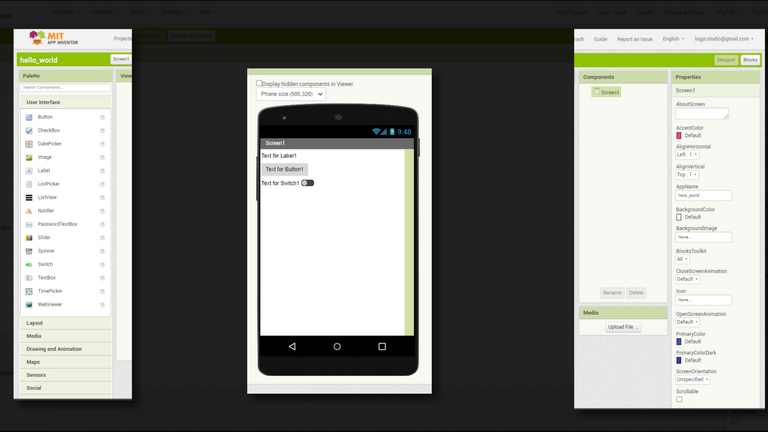 MIT
APP INVENTOR
Projects
hello_world
Screen1
Palette
View
Search Components...
User Interface
Button
CheckBox
DatePicker
Image
Label
ListPicker
ListView
Notifier
PasswordTextBox
Slider
Spinner
Switch
TextBox
TimePicker
WebViewer
Layout
Media
Drawing and Animation
Maps
Sensors
Social
Display hidden components in Viewer
Phone size (505,320)
9:48
Screen1
Text for Label1
Text for Button1
Text for Switch1
Guide
Report an Issue
English
logycstudio@gmail.com
Designer
Blocks
Components
Screen1
Rename
Delete
Media
Upload File ...
Properties
Screen1
AboutScreen
AccentColor
Default
AlignHorizontal
Left : 1
AlignVertical
Top : 1
AppName
hello_world
BackgroundColor
Default
BackgroundImage
None...
BlocksToolkit
All
CloseScreenAnimation
Default
Icon
None...
OpenScreenAnimation
Default
PrimaryColor
Default
PrimaryColorDark
Default
ScreenOrientation
Unspecified
Scrollable